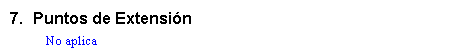 7. Puntos de Extensión
No aplica